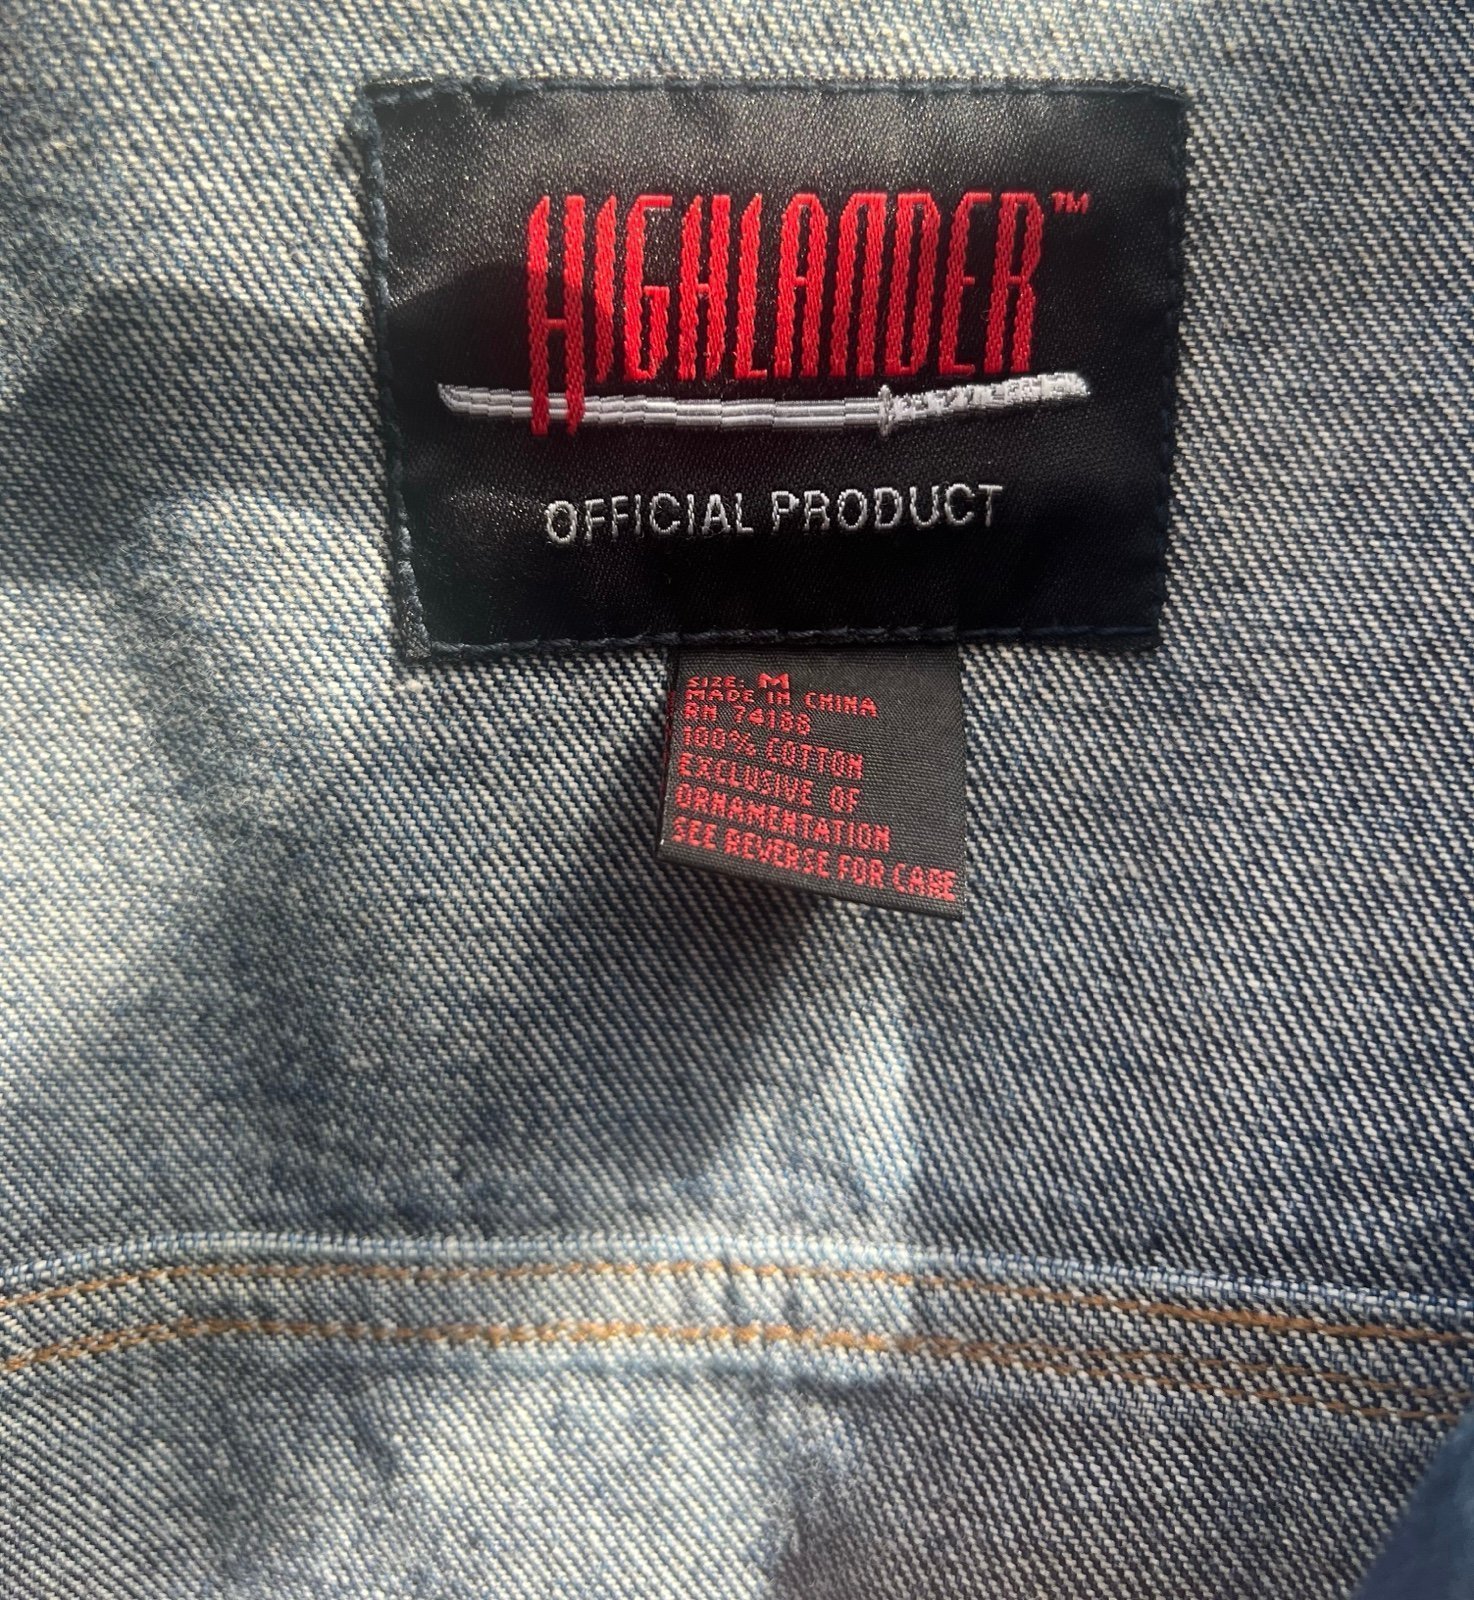 HIGHLANDER™
OFFICIAL PRODUCT
SIZE: M
MADE IN CHINA
RN 74188
100% COTTON
EXCLUSIVE OF
ORNAMENTATION
SEE REVERSE FOR CARE